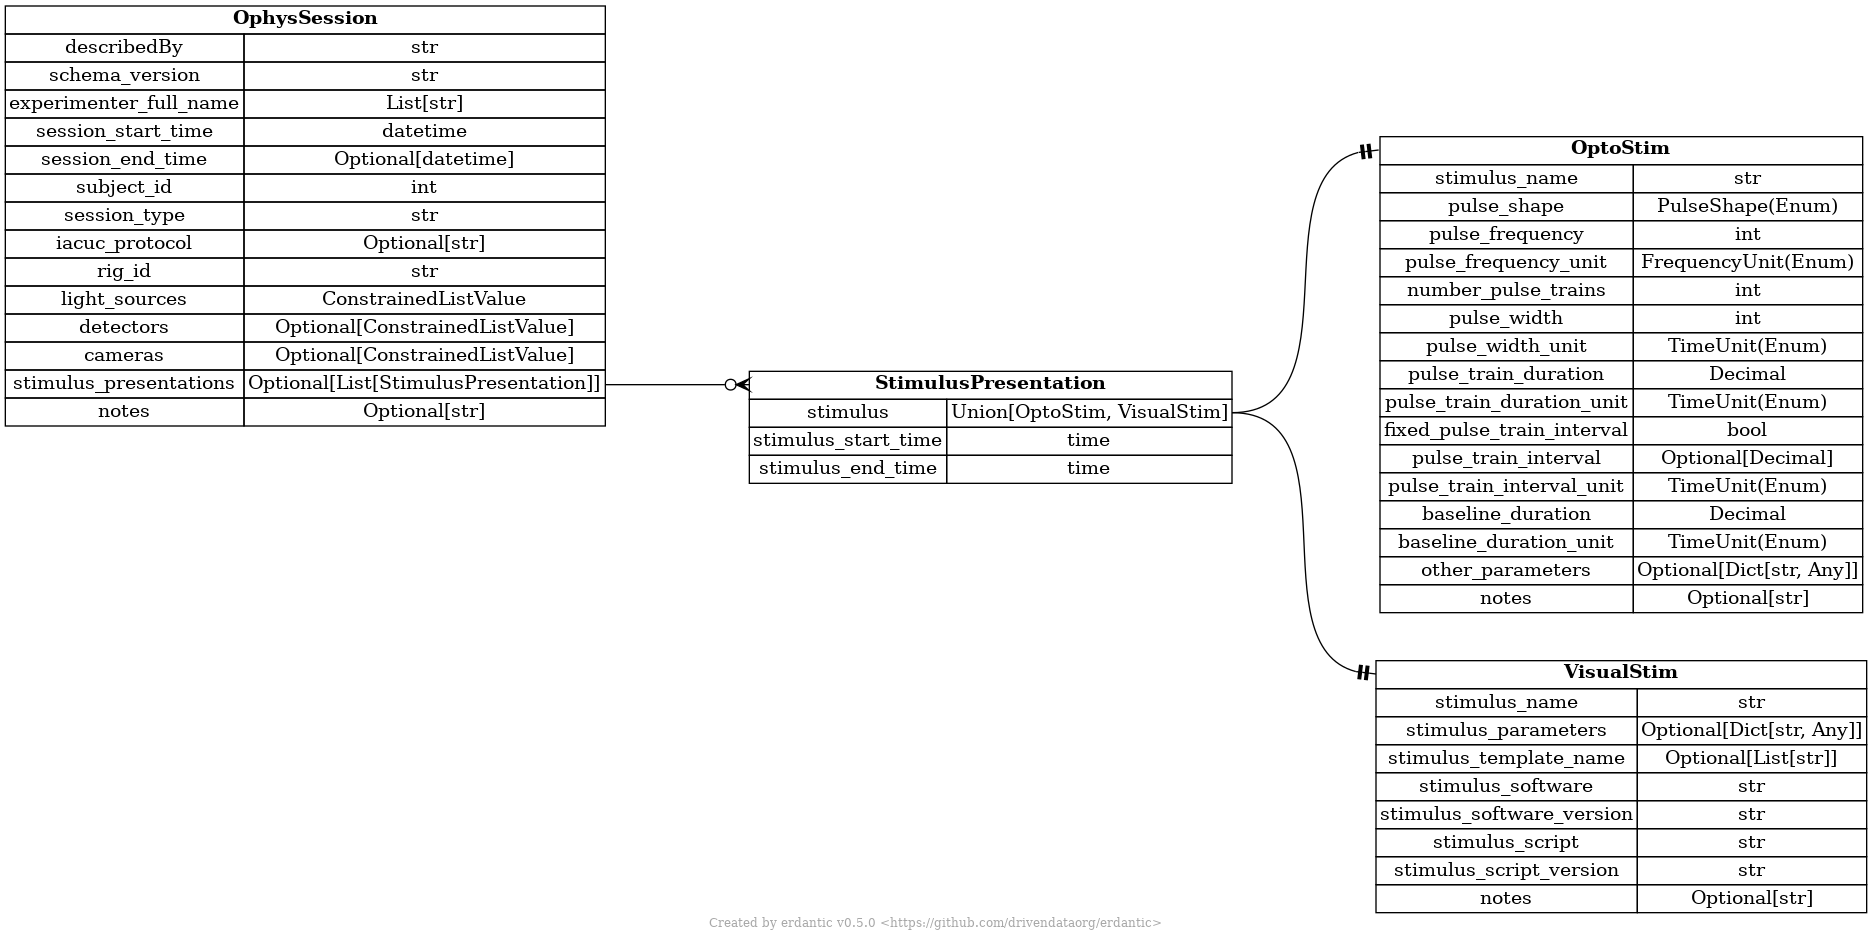 OphysSession
describedBy str
schema_version str
experimenter_full_name List[str]
session_start_time datetime
session_end_time Optional[datetime]
subject_id int
session_type str
iacuc_protocol Optional[str]
rig_id str
light_sources ConstrainedListValue
detectors Optional[ConstrainedListValue]
cameras Optional[ConstrainedListValue]
stimulus_presentations Optional[List[StimulusPresentation]]
notes Optional[str]
StimulusPresentation
stimulus Union[OptoStim, VisualStim]
stimulus_start_time time
stimulus_end_time time
OptoStim
stimulus_name str
pulse_shape PulseShape(Enum)
pulse_frequency int
pulse_frequency_unit FrequencyUnit(Enum)
number_pulse_trains int
pulse_width int
pulse_width_unit TimeUnit(Enum)
pulse_train_duration Decimal
pulse_train_duration_unit TimeUnit(Enum)
fixed_pulse_train_interval bool
pulse_train_interval Optional[Decimal]
pulse_train_interval_unit TimeUnit(Enum)
baseline_duration Decimal
baseline_duration_unit TimeUnit(Enum)
other_parameters Optional[Dict[str, Any]]
notes Optional[str]
VisualStim
stimulus_name str
stimulus_parameters Optional[Dict[str, Any]]
stimulus_template_name Optional[List[str]]
stimulus_software str
stimulus_software_version str
stimulus_script str
stimulus_script_version str
notes Optional[str]
Created by erdantic v0.5.0 <https://github.com/drivendataorg/erdantic>